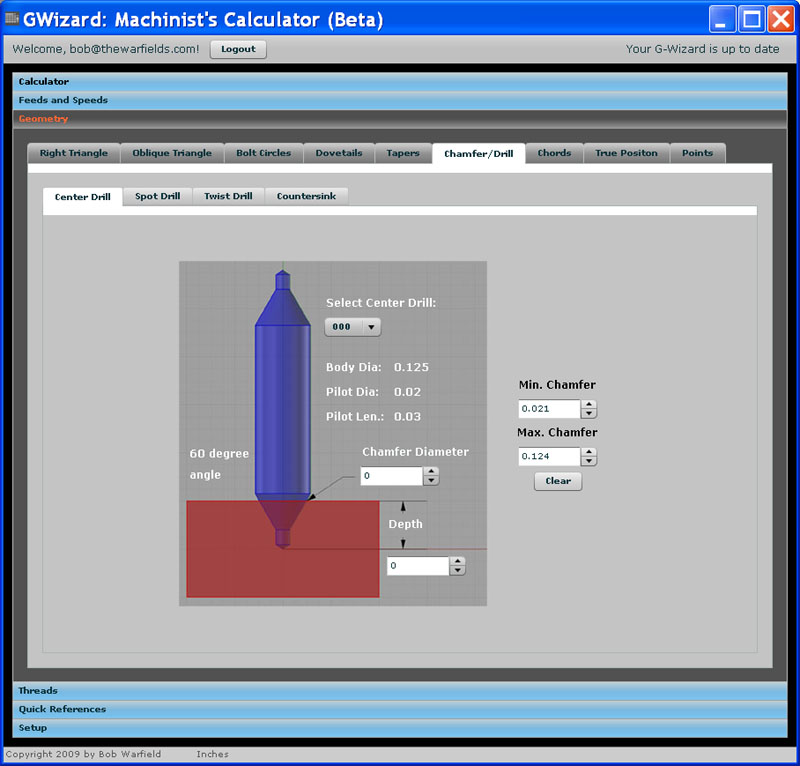 GWizard: Machinist's Calculator (Beta)
Welcome, bob@thewarfields.com! Logout Your G-Wizard is up to date
Calculator
Feeds and Speeds
Geometry
Right Triangle Oblique Triangle Bolt Circles Dovetails Tapers Chamfer/Drill Chords True Positon Points
Center Drill Spot Drill Twist Drill Countersink
Select Center Drill:
000
Body Dia: 0.125
Pilot Dia: 0.02
Pilot Len.: 0.03
Min. Chamfer
0.021
Max. Chamfer
0.124
Clear
60 degree
angle
Chamfer Diameter
0
Depth
0
Threads
Quick References
Setup
Copyright 2009 by Bob Warfield Inches